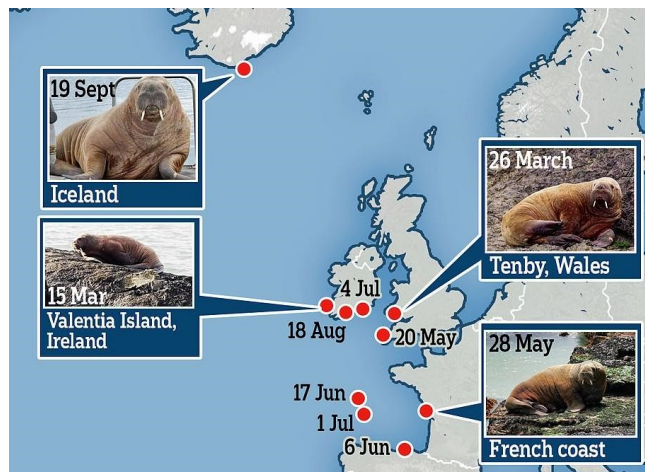 19 Sept
Iceland
26 March
Tenby, Wales
15 Mar
Valentia Island,
Ireland
4 Jul
18 Aug
20 May
28 May
French coast
17 Jun
1 Jul
6 Jun